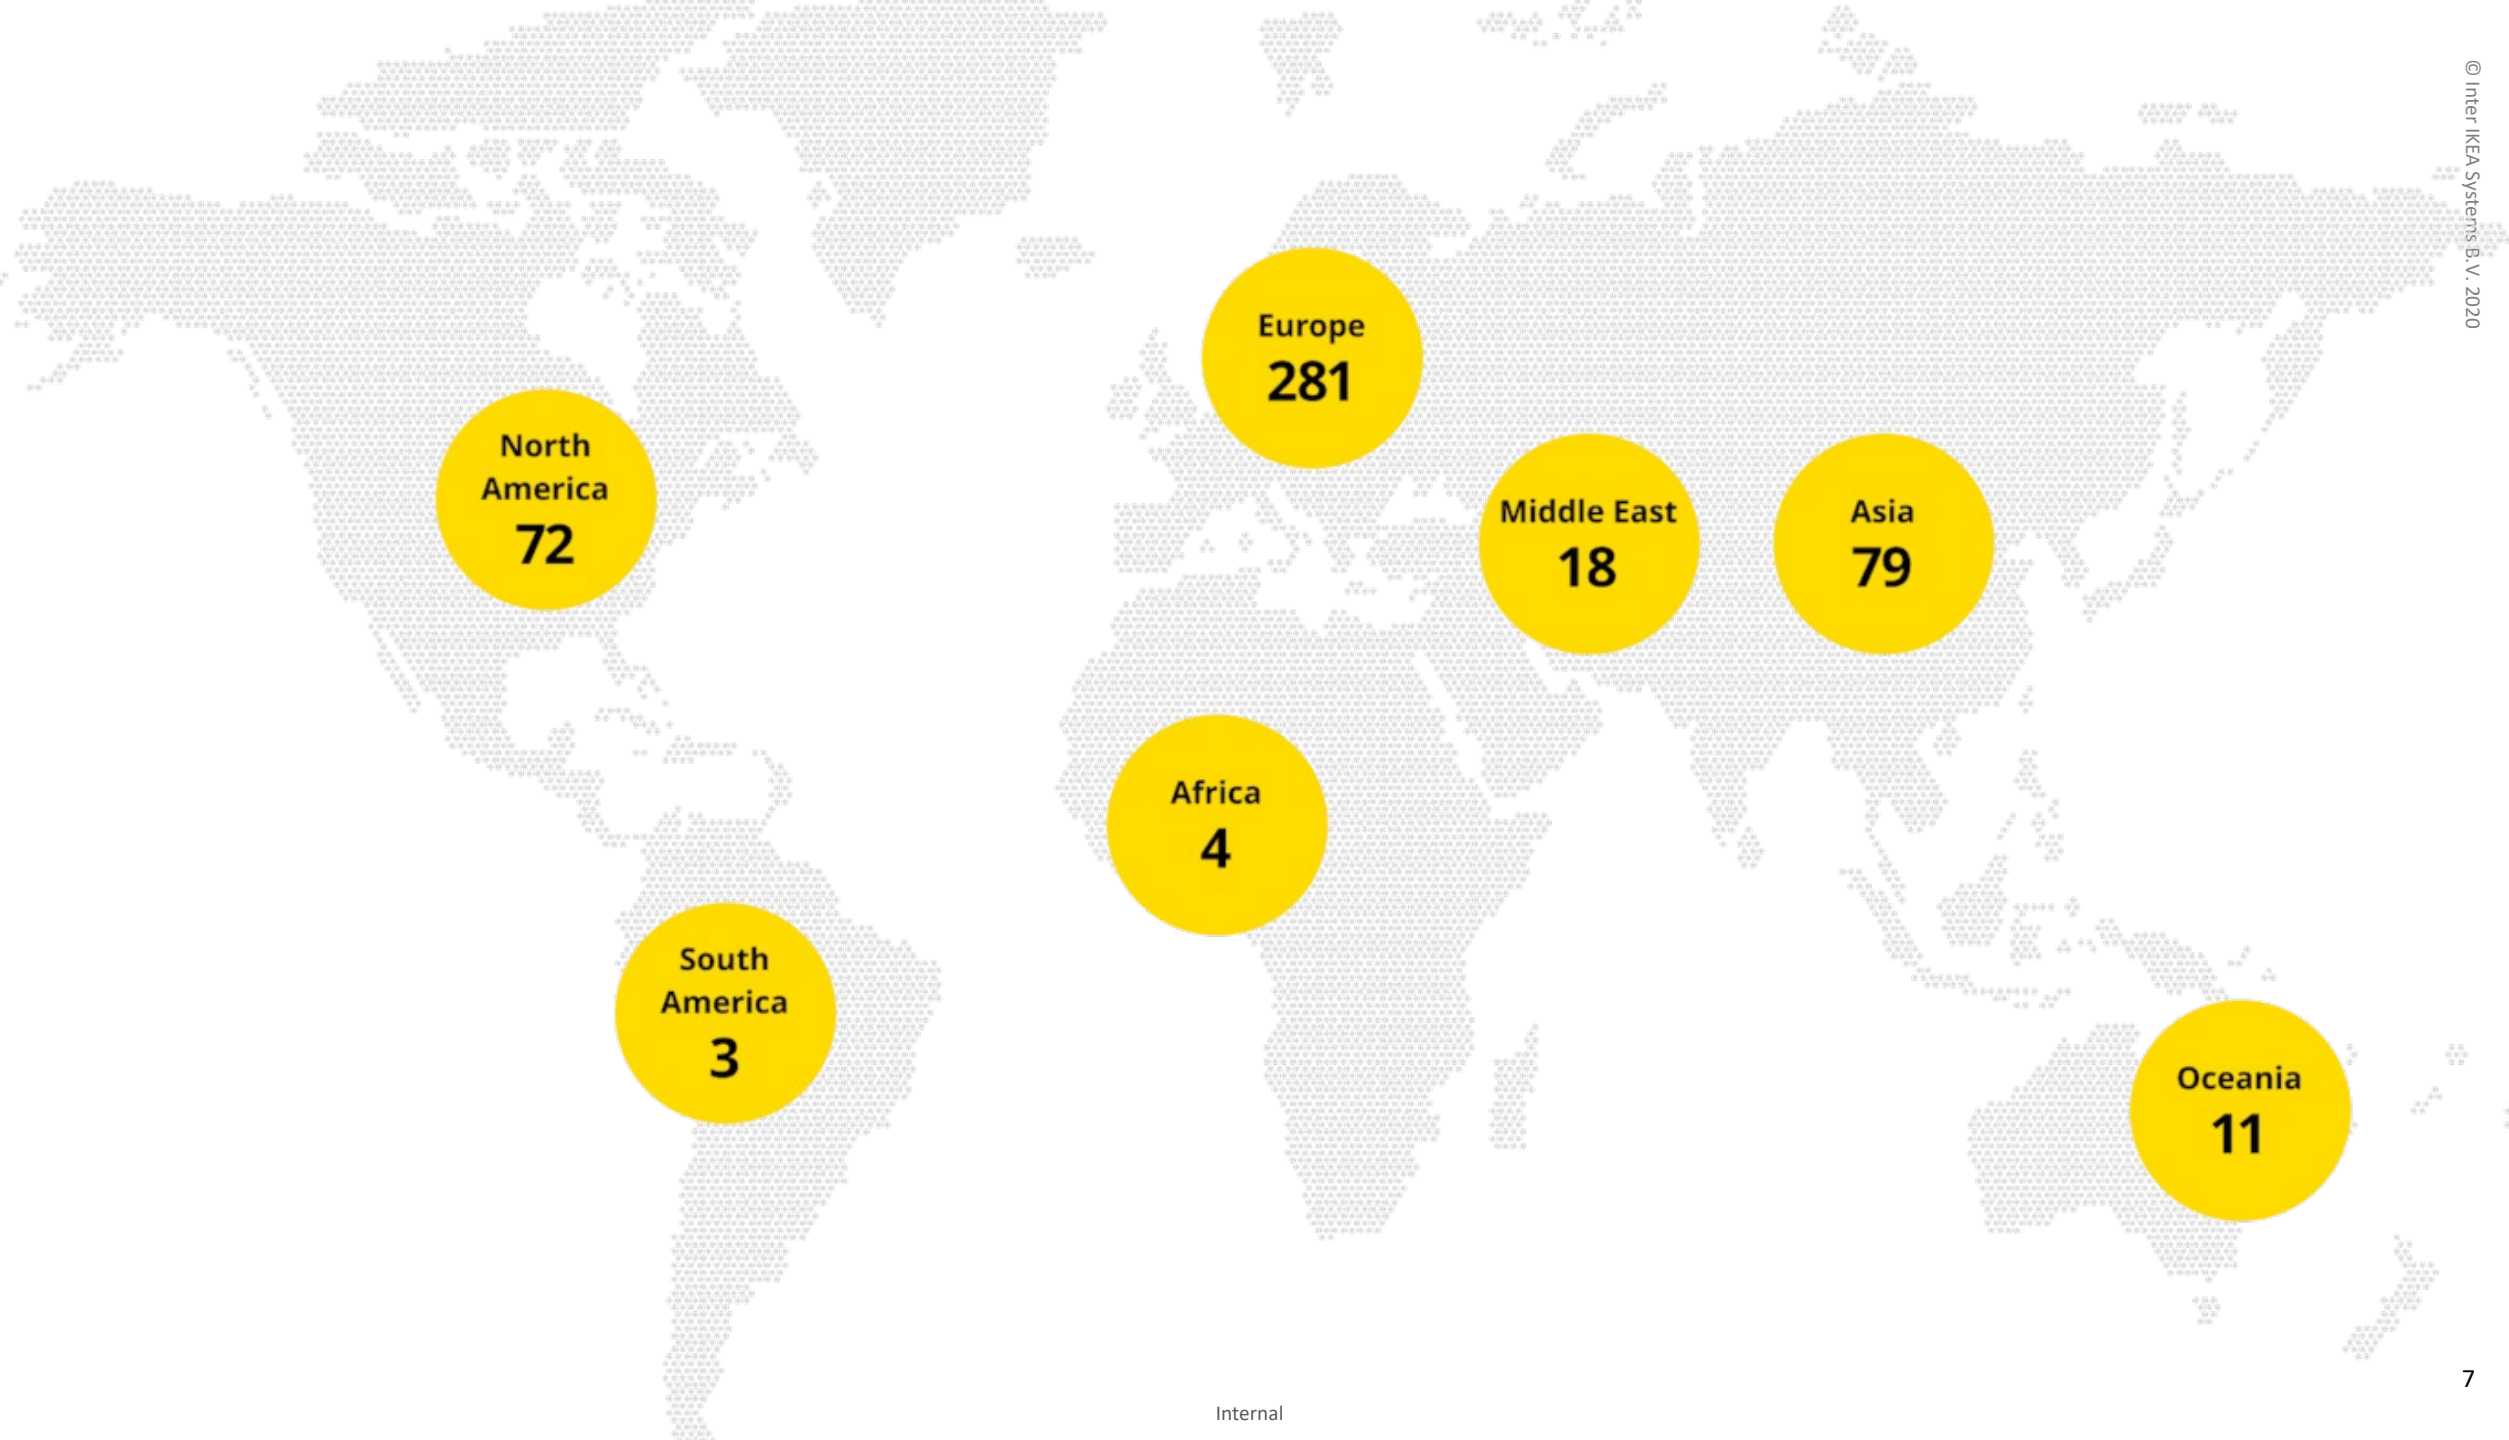 © Inter IKEA Systems B.V. 2020
Europe
281
North
America
72
Middle East
18
Asia
79
Africa
4
South
America
3
Oceania
11
7
Internal